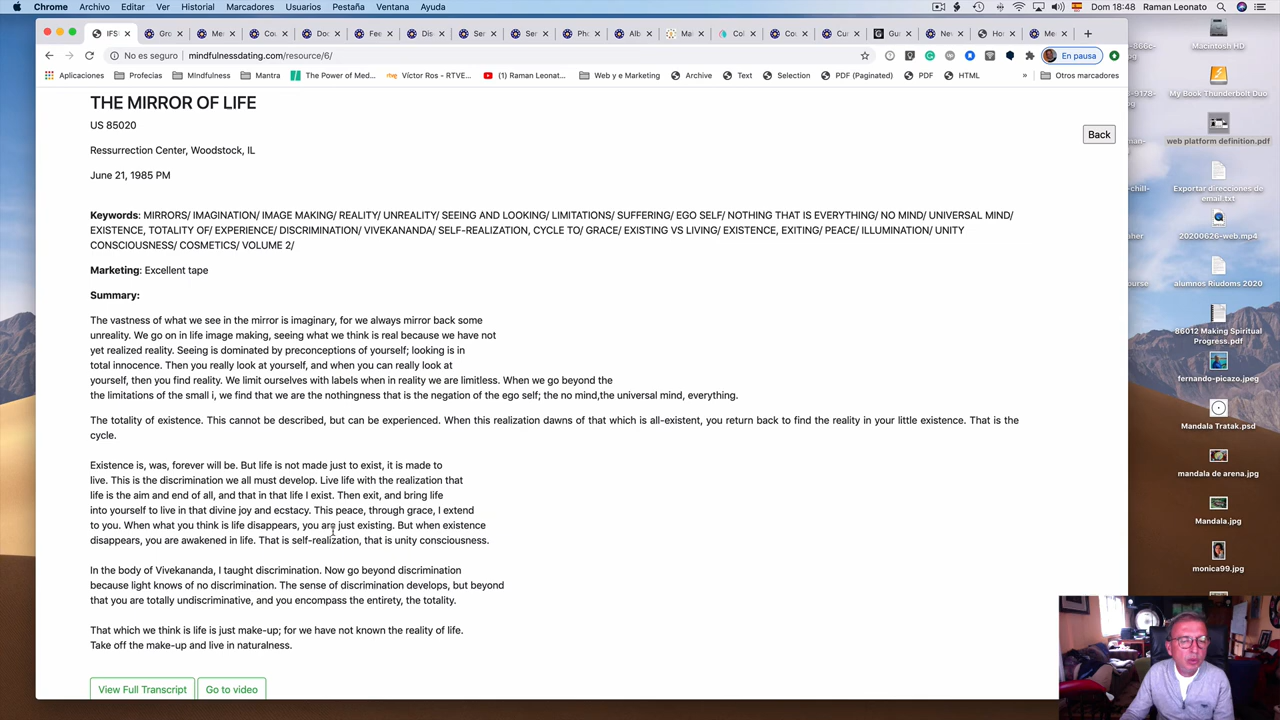 Chrome Archivo Editar Ver Historial Marcadores Usuarios Pestaña Ventana Ayuda Dom 18:48 Raman Leonato
IFS Gro Me Co Doc Fee Dis Se Ser Pho Alb Ma Col Co Cu Gui Ne Ho Me
No es seguro mindfulnessdating.com/resource/6/ En pausa
Aplicaciones Profecias MIndfulness Mantra The Power of Med... Víctor Ros - RTVE... (1) Raman Leonat... Web y e Marketing Archive Text Selection PDF (Paginated) PDF HTML » Otros marcadores
THE MIRROR OF LIFE
US 85020
Back
Ressurrection Center, Woodstock, IL
June 21, 1985 PM
Keywords: MIRRORS/ IMAGINATION/ IMAGE MAKING/ REALITY/ UNREALITY/ SEEING AND LOOKING/ LIMITATIONS/ SUFFERING/ EGO SELF/ NOTHING THAT IS EVERYTHING/ NO MIND/ UNIVERSAL MIND/
EXISTENCE, TOTALITY OF/ EXPERIENCE/ DISCRIMINATION/ VIVEKANANDA/ SELF-REALIZATION, CYCLE TO/ GRACE/ EXISTING VS LIVING/ EXISTENCE, EXITING/ PEACE/ ILLUMINATION/ UNITY
CONSCIOUSNESS/ COSMETICS/ VOLUME 2/
Marketing: Excellent tape
Summary:
The vastness of what we see in the mirror is imaginary, for we always mirror back some
unreality. We go on in life image making, seeing what we think is real because we have not
yet realized reality. Seeing is dominated by preconceptions of yourself; looking is in
total innocence. Then you really look at yourself, and when you can really look at
yourself, then you find reality. We limit ourselves with labels when in reality we are limitless. When we go beyond the
the limitations of the small i, we find that we are the nothingness that is the negation of the ego self; the no mind,the universal mind, everything.
The totality of existence. This cannot be described, but can be experienced. When this realization dawns of that which is all-existent, you return back to find the reality in your little existence. That is the
cycle.
Existence is, was, forever will be. But life is not made just to exist, it is made to
live. This is the discrimination we all must develop. Live life with the realization that
life is the aim and end of all, and that in that life I exist. Then exit, and bring life
into yourself to live in that divine joy and ecstacy. This peace, through grace, I extend
to you. When what you think is life disappears, you are just existing. But when existence
disappears, you are awakened in life. That is self-realization, that is unity consciousness.
In the body of Vivekananda, I taught discrimination. Now go beyond discrimination
because light knows of no discrimination. The sense of discrimination develops, but beyond
that you are totally undiscriminative, and you encompass the entirety, the totality.
That which we think is life is just make-up; for we have not known the reality of life.
Take off the make-up and live in naturalness.
View Full Transcript Go to video
Macintosh HD
My Book Thunderbolt Duo
web platform definition.pdf
Exportar direcciones de
email.txt
20200626-web.mp4
alumnos Riudoms 2020
86012 Making Spiritual
Progress.pdf
fernando-picazo.jpeg
Mandala Tratak.psd
mandala de arena.jpg
Mandala.jpg
monica99.jpg